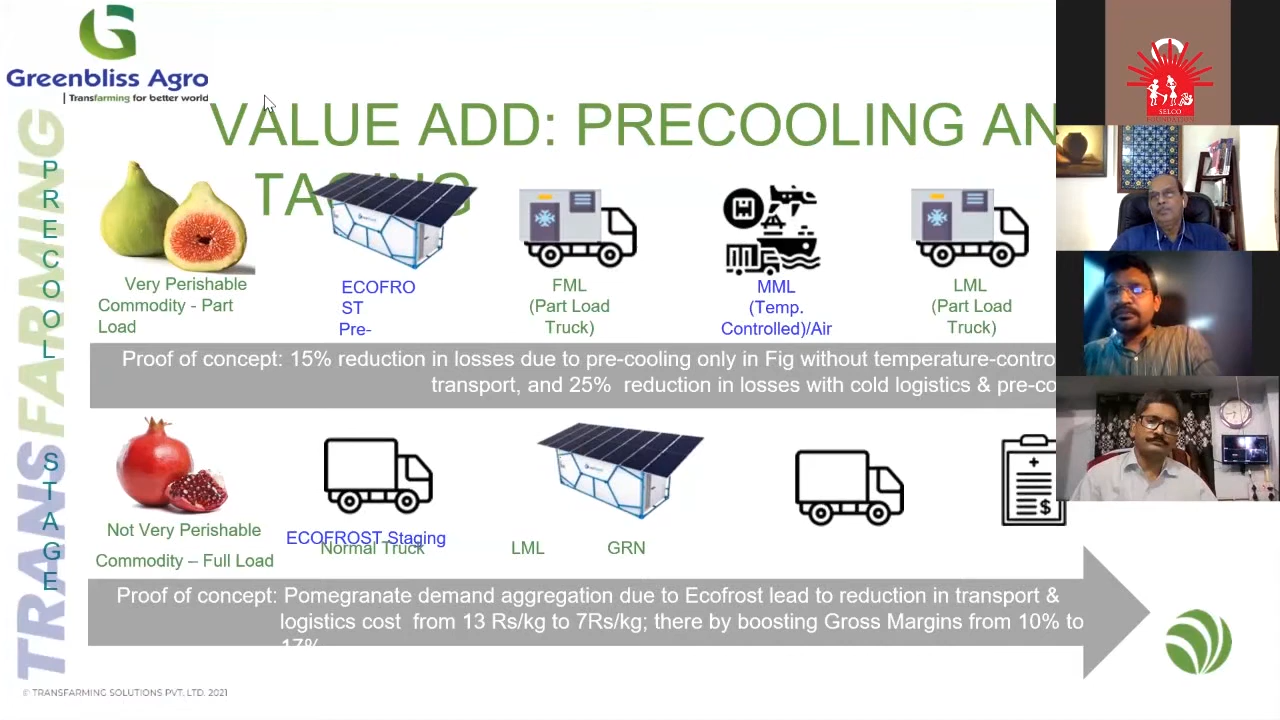 Greenbliss Agro
| Transfarming for better world
VALUE ADD: PRECOOLING AN
TAGING
TRANSFARMING
PRECOOL
STAGE
Very Perishable
Commodity - Part
Load
ECOFRO
ST
Pre-
FML
(Part Load
Truck)
MML
(Temp.
Controlled)/Air
LML
(Part Load
Truck)
SELCO
FOUNDATION
Proof of concept: 15% reduction in losses due to pre-cooling only in Fig without temperature-contro
transport, and 25% reduction in losses with cold logistics & pre-co
Not Very Perishable
Commodity – Full Load
ECOFROST Staging
Normal Truck
LML
GRN
Proof of concept: Pomegranate demand aggregation due to Ecofrost lead to reduction in transport &
logistics cost from 13 Rs/kg to 7Rs/kg; there by boosting Gross Margins from 10% to
17%
© TRANSFARMING SOLUTIONS PVT. LTD. 2021